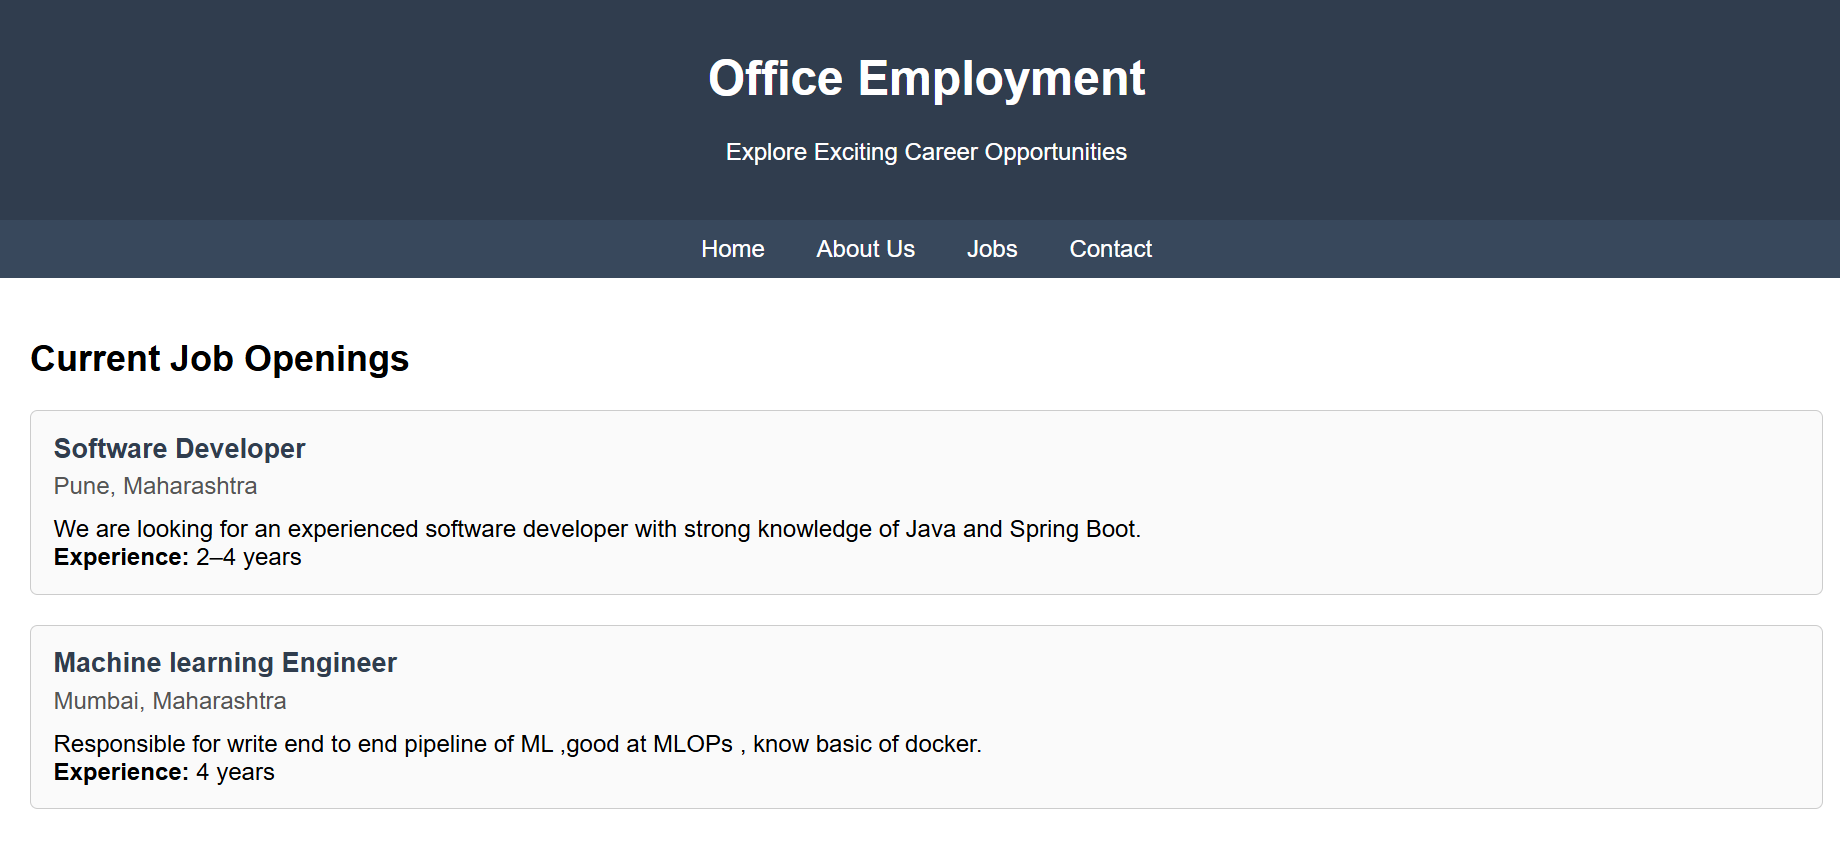 Office Employment
Explore Exciting Career Opportunities
Home About Us Jobs Contact
Current Job Openings
Software Developer
Pune, Maharashtra
We are looking for an experienced software developer with strong knowledge of Java and Spring Boot.
Experience: 2–4 years
Machine learning Engineer
Mumbai, Maharashtra
Responsible for write end to end pipeline of ML ,good at MLOPs , know basic of docker.
Experience: 4 years